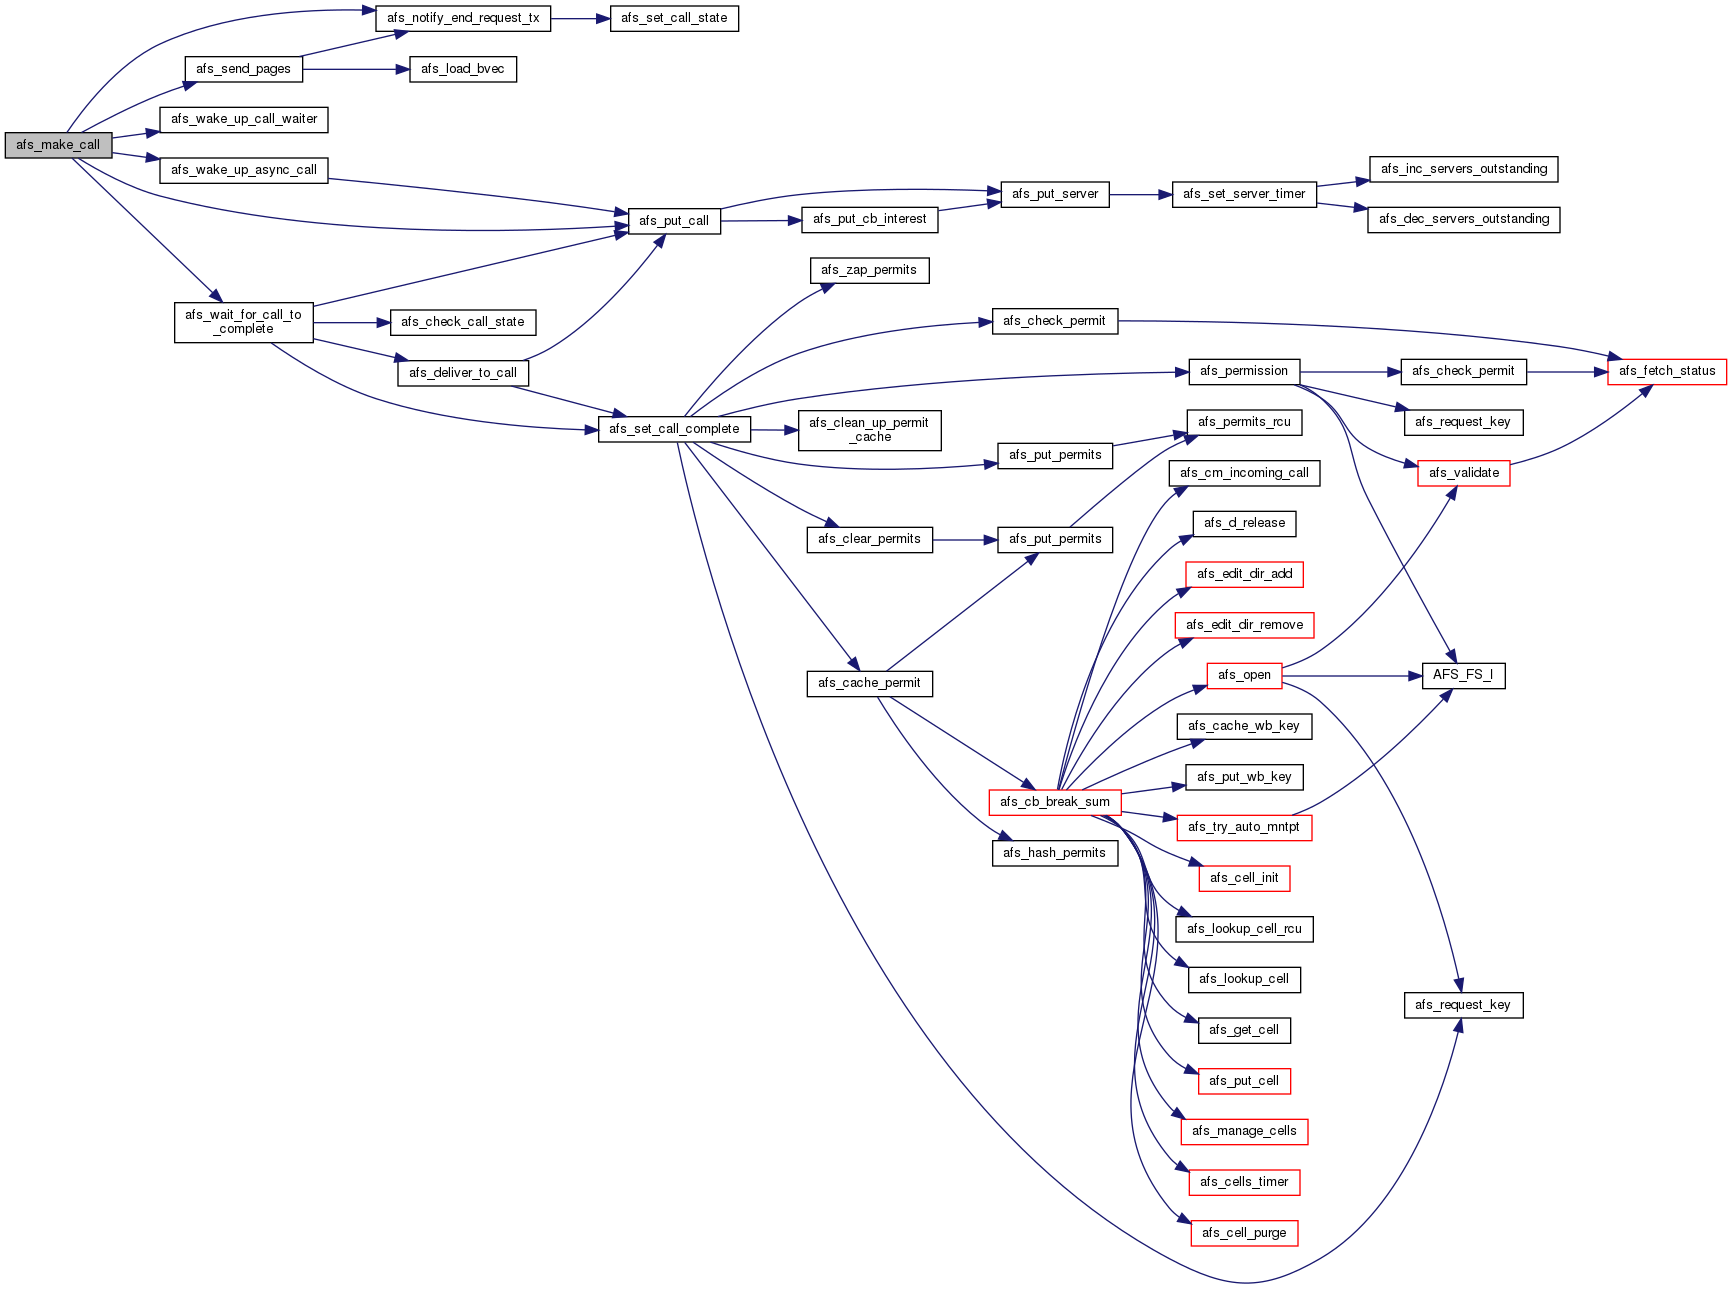 afs_notify_end_request_tx
afs_set_call_state
afs_send_pages
afs_load_bvec
afs_wake_up_call_waiter
afs_make_call
afs_wake_up_async_call
afs_inc_servers_outstanding
afs_put_server
afs_set_server_timer
afs_put_call
afs_put_cb_interest
afs_dec_servers_outstanding
afs_zap_permits
afs_wait_for_call_to
_complete
afs_check_call_state
afs_check_permit
afs_deliver_to_call
afs_permission
afs_check_permit
afs_fetch_status
afs_set_call_complete
afs_clean_up_permit
_cache
afs_permits_rcu
afs_request_key
afs_put_permits
afs_cm_incoming_call
afs_validate
afs_d_release
afs_clear_permits
afs_put_permits
afs_edit_dir_add
afs_edit_dir_remove
afs_cache_permit
afs_open
AFS_FS_I
afs_cache_wb_key
afs_put_wb_key
afs_cb_break_sum
afs_try_auto_mntpt
afs_hash_permits
afs_cell_init
afs_lookup_cell_rcu
afs_lookup_cell
afs_request_key
afs_get_cell
afs_put_cell
afs_manage_cells
afs_cells_timer
afs_cell_purge